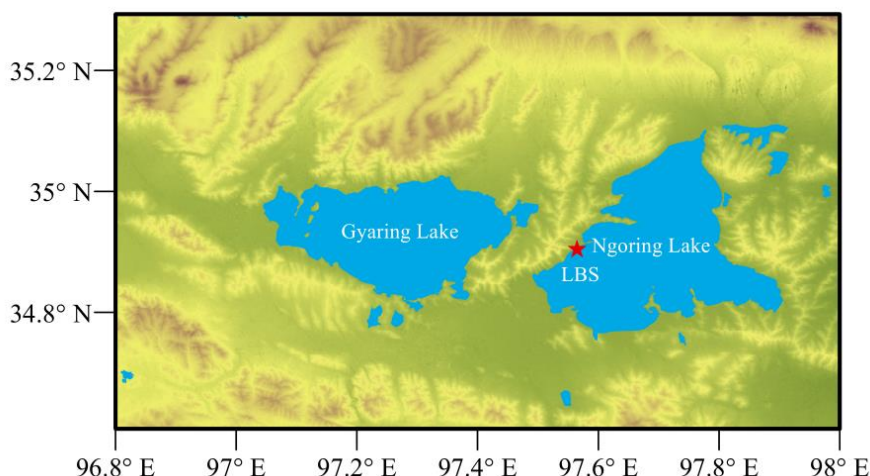 35.2° N
35° N
Gyaring Lake
Ngoring Lake
LBS
34.8° N
96.8° E 97° E 97.2° E 97.4° E 97.6° E 97.8° E 98° E